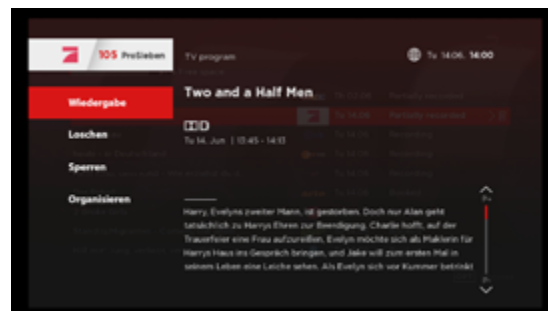 105 ProSieben
TV program
Tu 14.06. 14:00
Two and a Half Men
Wiedergabe
Loschen
Sperren
Organisieren
Tu 14. Jun | 13:45 - 14:13
Harry, Evelyns zweiter Mann, ist gestorben. Doch nur Alan geht
tatsächlich zu Harrys Ehren zur Beerdigung. Charlie hofft, auf der
Trauerfeier eine Frau aufzureißen, Evelyn möchte sich als Maklerin für
Harrys Haus ins Gespräch bringen, und Jake will zum ersten Mal in
seinem Leben eine Leiche sehen. Als Evelyn sich vor Kummer betrinkt
P+
P-